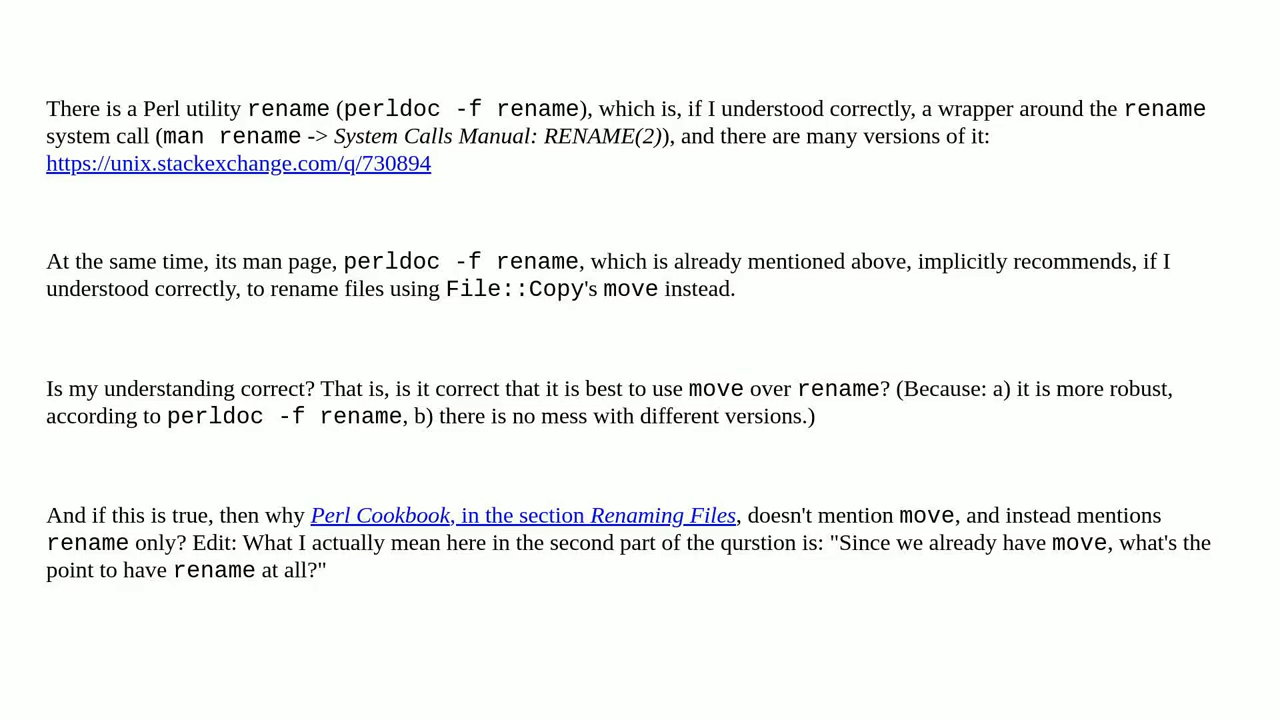 There is a Perl utility rename (perldoc -f rename), which is, if I understood correctly, a wrapper around the rename
system call (man rename -> System Calls Manual: RENAME(2)), and there are many versions of it:
https://unix.stackexchange.com/q/730894
At the same time, its man page, perldoc -f rename, which is already mentioned above, implicitly recommends, if I
understood correctly, to rename files using File::Copy's move instead.
Is my understanding correct? That is, is it correct that it is best to use move over rename? (Because: a) it is more robust,
according to perldoc -f rename, b) there is no mess with different versions.)
And if this is true, then why Perl Cookbook, in the section Renaming Files, doesn't mention move, and instead mentions
rename only? Edit: What I actually mean here in the second part of the qurstion is: "Since we already have move, what's the
point to have rename at all?"